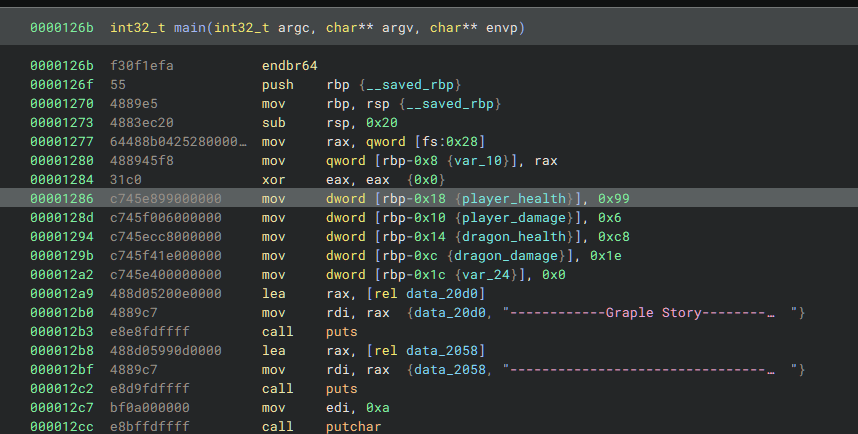 0000126b int32_t main(int32_t argc, char** argv, char** envp)
0000126b f30f1efa endbr64
0000126f 55 push rbp {__saved_rbp}
00001270 4889e5 mov rbp, rsp {__saved_rbp}
00001273 4883ec20 sub rsp, 0x20
00001277 64488b0425280000… mov rax, qword [fs:0x28]
00001280 488945f8 mov qword [rbp-0x8 {var_10}], rax
00001284 31c0 xor eax, eax {0x0}
00001286 c745e899000000 mov dword [rbp-0x18 {player_health}], 0x99
0000128d c745f006000000 mov dword [rbp-0x10 {player_damage}], 0x6
00001294 c745ecc8000000 mov dword [rbp-0x14 {dragon_health}], 0xc8
0000129b c745f41e000000 mov dword [rbp-0xc {dragon_damage}], 0x1e
000012a2 c745e400000000 mov dword [rbp-0x1c {var_24}], 0x0
000012a9 488d05200e0000 lea rax, [rel data_20d0]
000012b0 4889c7 mov rdi, rax {data_20d0, "------------Graple Story--------… "}
000012b3 e8e8fdffff call puts
000012b8 488d05990d0000 lea rax, [rel data_2058]
000012bf 4889c7 mov rdi, rax {data_2058, "--------------------------------… "}
000012c2 e8d9fdffff call puts
000012c7 bf0a000000 mov edi, 0xa
000012cc e8bffdffff call putchar